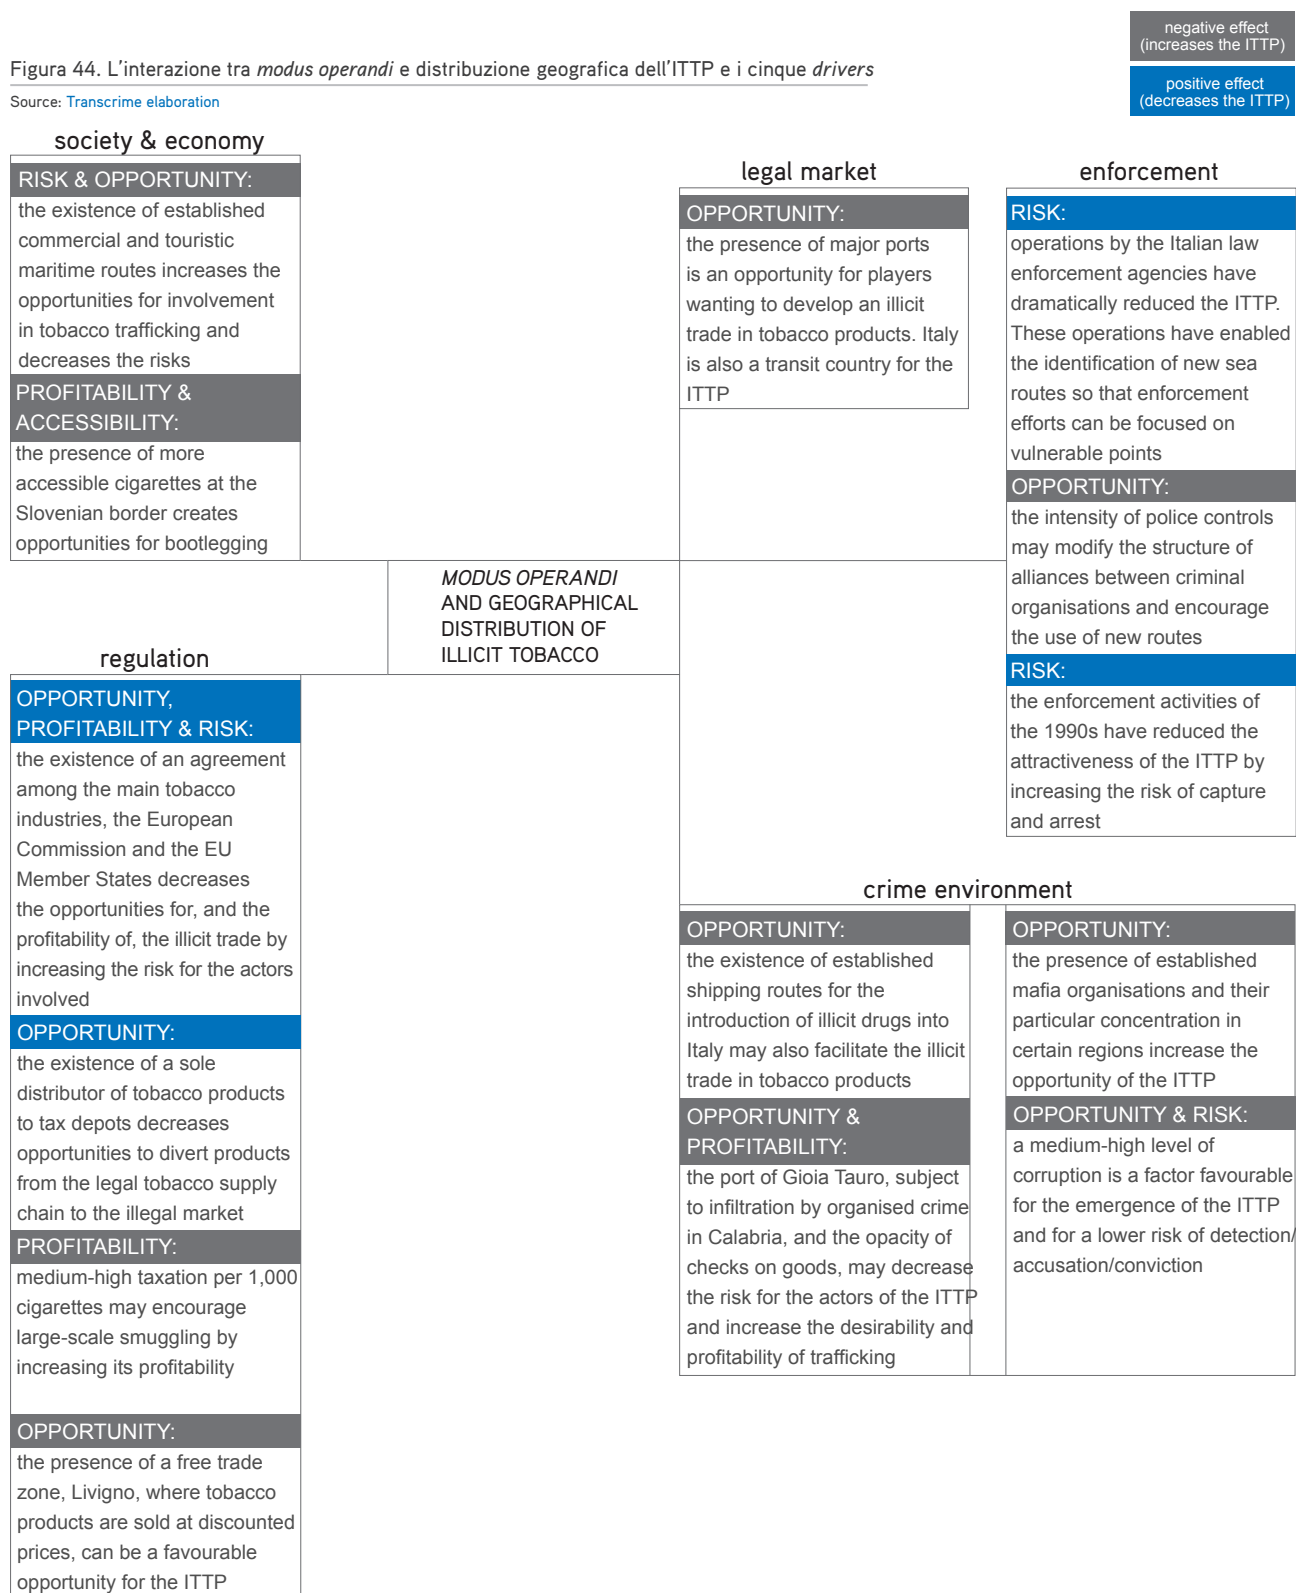 negative effect
(increases the ITTP)
Figura 44. L'interazione tra modus operandi e distribuzione geografica dell'ITTP e i cinque drivers
positive effect
(decreases the ITTP)
Source: Transcrime elaboration
society & economy
RISK & OPPORTUNITY:
the existence of established
commercial and touristic
maritime routes increases the
opportunities for involvement
in tobacco trafficking and
decreases the risks
PROFITABILITY &
ACCESSIBILITY:
the presence of more
accessible cigarettes at the
Slovenian border creates
opportunities for bootlegging
legal market
OPPORTUNITY:
the presence of major ports
is an opportunity for players
wanting to develop an illicit
trade in tobacco products. Italy
is also a transit country for the
ITTP
enforcement
RISK:
operations by the Italian law
enforcement agencies have
dramatically reduced the ITTP.
These operations have enabled
the identification of new sea
routes so that enforcement
efforts can be focused on
vulnerable points
OPPORTUNITY:
the intensity of police controls
may modify the structure of
alliances between criminal
organisations and encourage
the use of new routes
RISK:
the enforcement activities of
the 1990s have reduced the
attractiveness of the ITTP by
increasing the risk of capture
and arrest
MODUS OPERANDI
AND GEOGRAPHICAL
DISTRIBUTION OF
ILLICIT TOBACCO
regulation
OPPORTUNITY,
PROFITABILITY & RISK:
the existence of an agreement
among the main tobacco
industries, the European
Commission and the EU
Member States decreases
the opportunities for, and the
profitability of, the illicit trade by
increasing the risk for the actors
involved
OPPORTUNITY:
the existence of a sole
distributor of tobacco products
to tax depots decreases
opportunities to divert products
from the legal tobacco supply
chain to the illegal market
PROFITABILITY:
medium-high taxation per 1,000
cigarettes may encourage
large-scale smuggling by
increasing its profitability
OPPORTUNITY:
the presence of a free trade
zone, Livigno, where tobacco
products are sold at discounted
prices, can be a favourable
opportunity for the ITTP
crime environment
OPPORTUNITY:
the existence of established
shipping routes for the
introduction of illicit drugs into
Italy may also facilitate the illicit
trade in tobacco products
OPPORTUNITY &
PROFITABILITY:
the port of Gioia Tauro, subject
to infiltration by organised crime
in Calabria, and the opacity of
checks on goods, may decrease
the risk for the actors of the ITTP
and increase the desirability and
profitability of trafficking
OPPORTUNITY:
the presence of established
mafia organisations and their
particular concentration in
certain regions increase the
opportunity of the ITTP
OPPORTUNITY & RISK:
a medium-high level of
corruption is a factor favourable
for the emergence of the ITTP
and for a lower risk of detection/
accusation/conviction